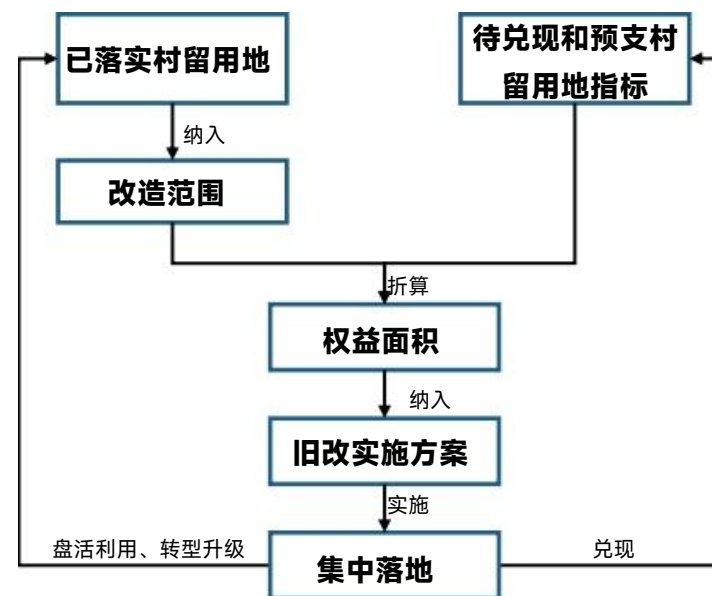 已落实村留用地
待兑现和预支村
留用地指标
纳入
改造范围
折算
权益面积
纳入
旧改实施方案
实施
盘活利用、转型升级
集中落地
兑现